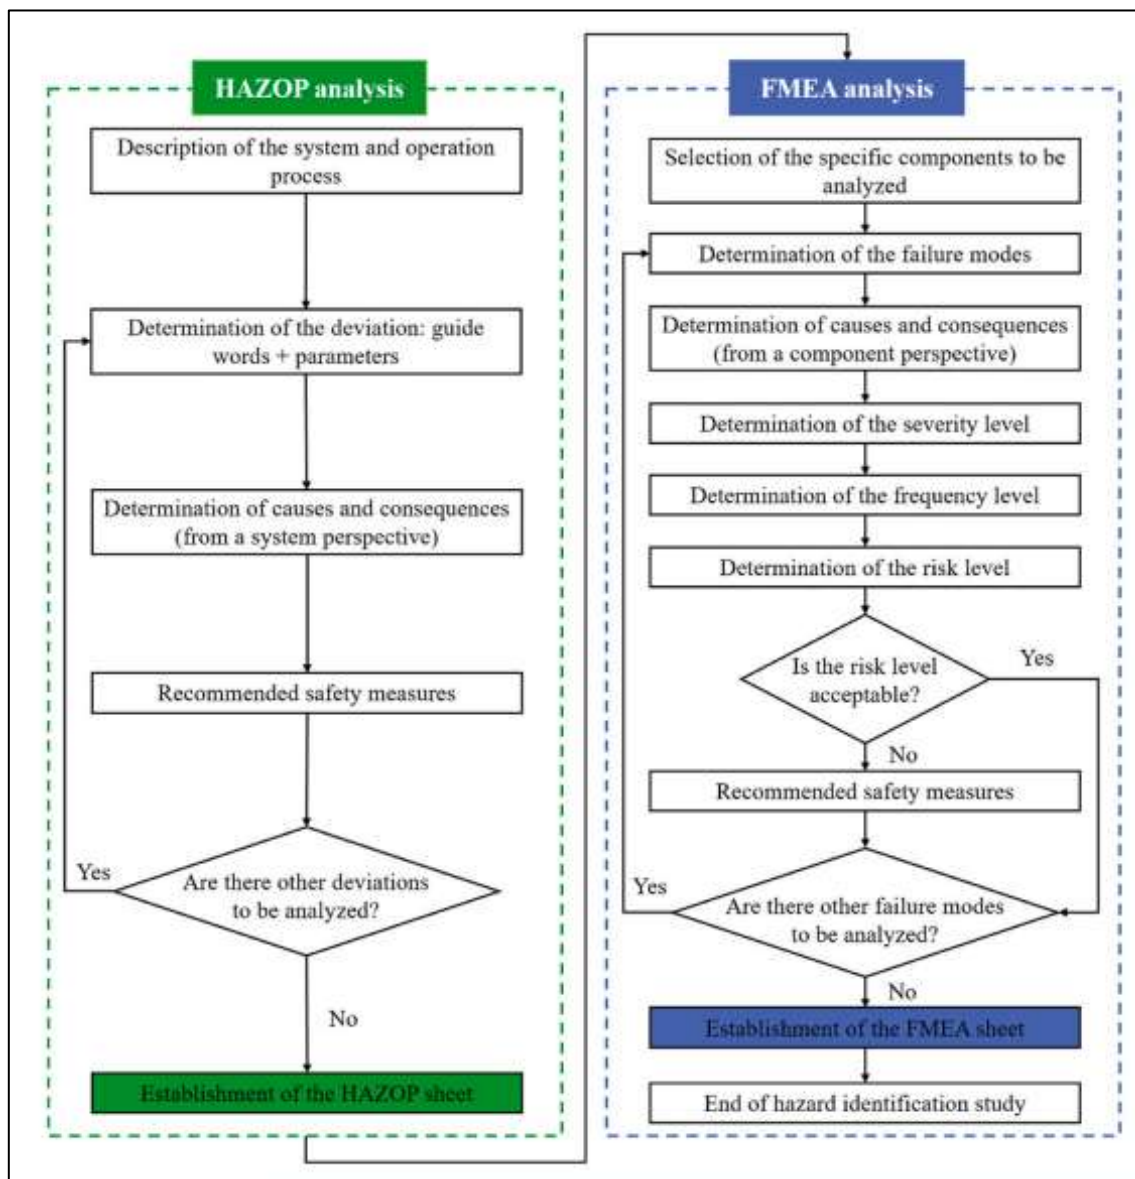 HAZOP analysis
Description of the system and operation
process
Determination of the deviation: guide
words + parameters
Determination of causes and consequences
(from a system perspective)
Recommended safety measures
Are there other deviations
to be analyzed?
Yes
No
Establishment of the HAZOP sheet
FMEA analysis
Selection of the specific components to be
analyzed
Determination of the failure modes
Determination of causes and consequences
(from a component perspective)
Determination of the severity level
Determination of the frequency level
Determination of the risk level
Is the risk level
acceptable?
Yes
No
Recommended safety measures
Are there other failure modes
to be analyzed?
Yes
No
Establishment of the FMEA sheet
End of hazard identification study